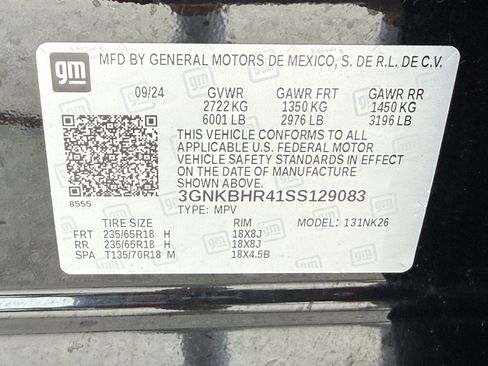 gm
MFD BY GENERAL MOTORS DE MEXICO, S. DE R.L. DE C.V.
09/24 GVWR GAWR FRT GAWR RR
2722 KG 1350 KG 1450 KG
6001 LB 2976 LB 3196 LB
THIS VEHICLE CONFORMS TO ALL
APPLICABLE U.S. FEDERAL MOTOR
VEHICLE SAFETY STANDARDS IN EFFECT
ON THE DATE OF MANUFACTURE
SHOWN ABOVE.
3GNKBHR41SS129083
8555
TYPE: MPV
TIRE SIZE RIM MODEL: 131NK26
FRT 235/65R18 H 18X8J
RR 235/65R18 H 18X8J
SPA T135/70R18 M 18X4.5B